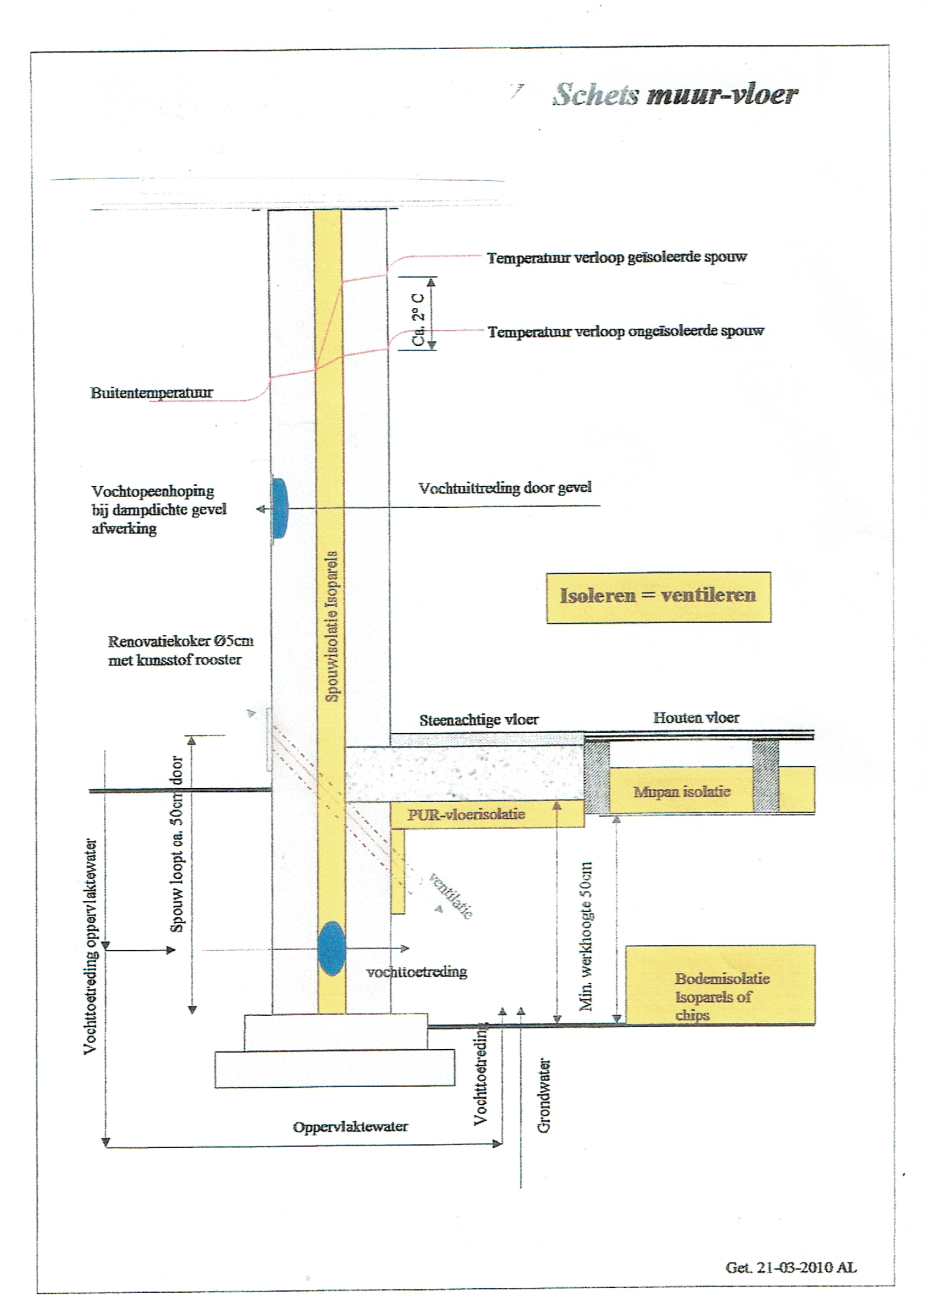 Schets muur-vloer
Temperatuur verloop geïsoleerde spouw
Ca. 2° C
Temperatuur verloop ongeïsoleerde spouw
Buitentemperatuur
Vochtopeenhoping
bij dampdichte gevel
afwerking
Vochtuittreding door gevel
Spouwisolatie Isoparels
Isoleren = ventileren
Renovatiekoker Ø5cm
met kunsstof rooster
Steenachtige vloer
Houten vloer
Spouw loopt ca. 50cm door
Mupan isolatie
PUR-vloerisolatie
ventilatie
Vochttoetreding oppervlaktewater
Min. werkhoogte 50cm
vochttoetreding
Bodemisolatie
Isoparels of
chips
Vochttoetreding
Grondwater
Oppervlaktewater
Get. 21-03-2010 AL